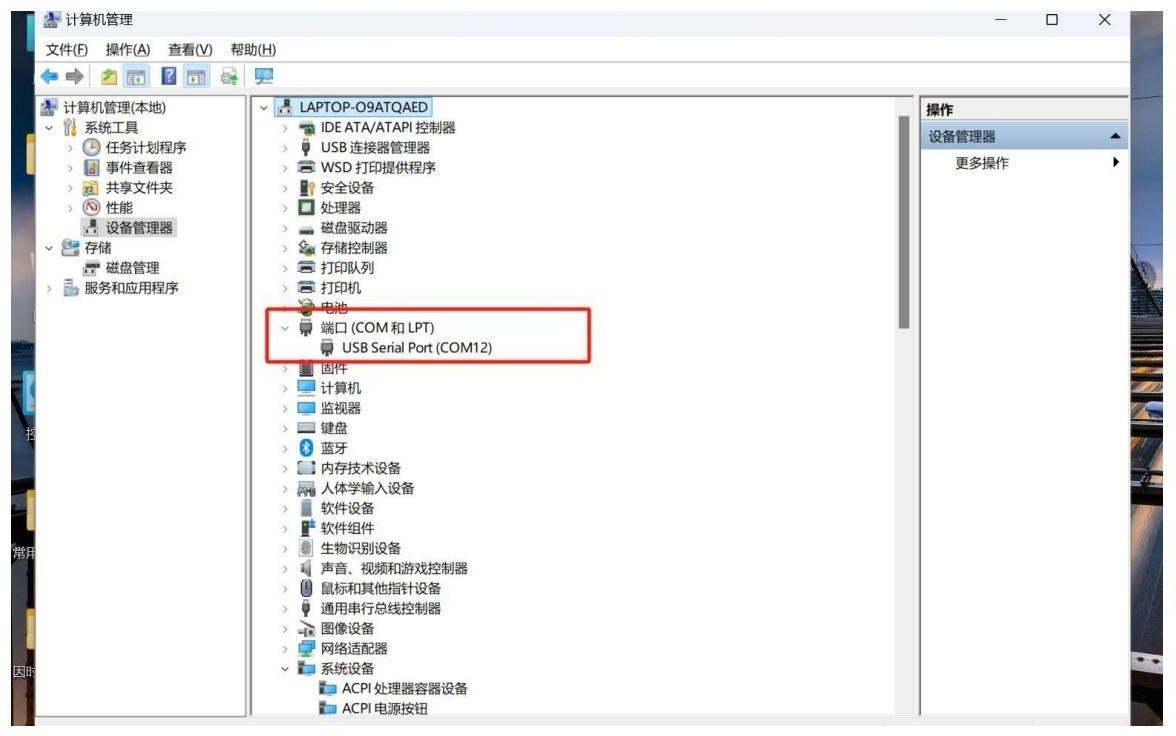 计算机管理
文件(F) 操作(A) 查看(V) 帮助(H)
计算机管理(本地)
系统工具
任务计划程序
事件查看器
共享文件夹
性能
设备管理器
存储
磁盘管理
服务和应用程序
LAPTOP-O9ATQAED
IDE ATA/ATAPI 控制器
USB 连接器管理器
WSD 打印提供程序
安全设备
处理器
磁盘驱动器
存储控制器
打印队列
打印机
电池
端口 (COM 和 LPT)
USB Serial Port (COM12)
固件
计算机
监视器
键盘
蓝牙
内存技术设备
人体学输入设备
软件设备
软件组件
生物识别设备
声音、视频和游戏控制器
鼠标和其他指针设备
通用串行总线控制器
图像设备
网络适配器
系统设备
ACPI 处理器容器设备
ACPI 电源按钮
操作
设备管理器
更多操作
常用
因时